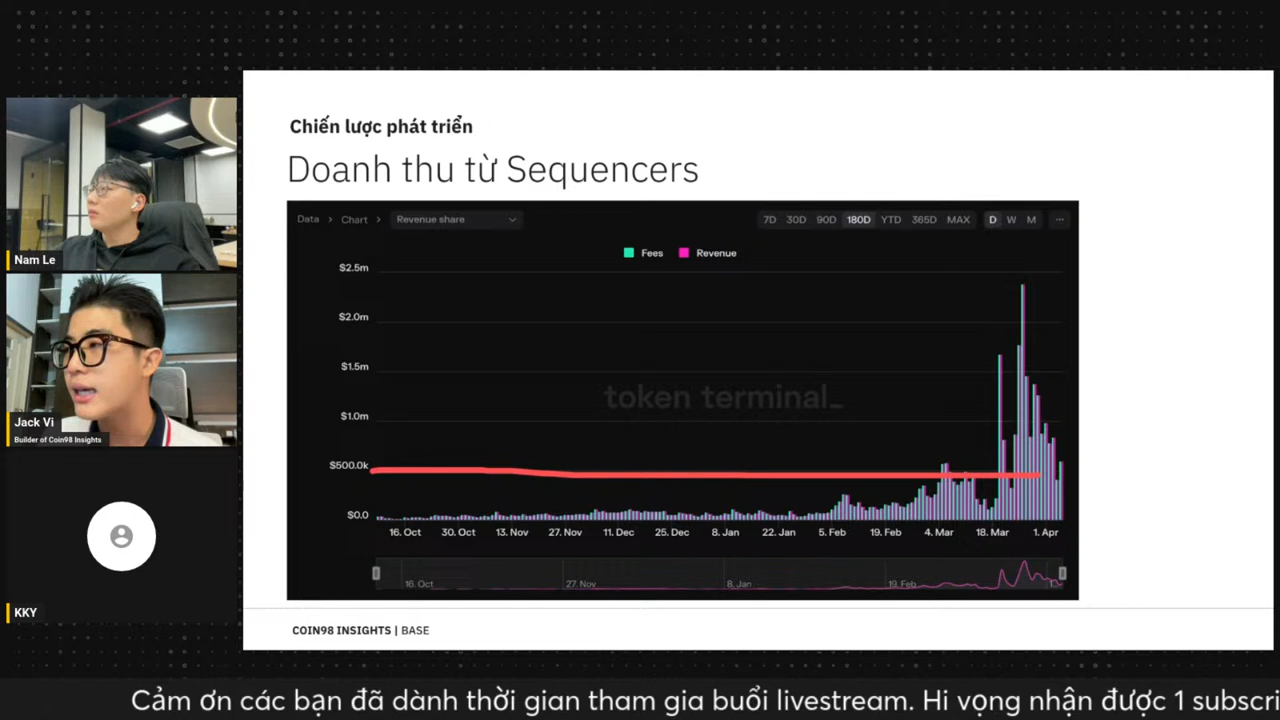 Chiến lược phát triển
Doanh thu từ Sequencers
Data > Chart > Revenue share
7D 30D 90D 180D YTD 365D MAX D W M ...
Fees Revenue
$2.5m
$2.0m
$1.5m
$1.0m
$500.0k
$0.0
token terminal_
16. Oct 30. Oct 13. Nov 27. Nov 11. Dec 25. Dec 8. Jan 22. Jan 5. Feb 19. Feb 4. Mar 18. Mar 1. Apr
16. Oct 27. Nov 8. Jan 19. Feb
COIN98 INSIGHTS | BASE
Nam Le
Jack Vi
Builder of Coin98 Insights
KKY
Cảm ơn các bạn đã dành thời gian tham gia buổi livestream. Hi vọng nhận được 1 subscri